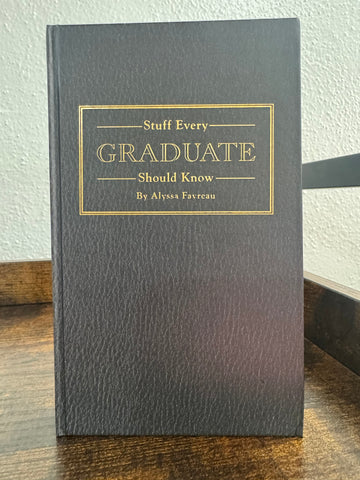 Stuff Every
GRADUATE
Should Know
By Alyssa Favreau